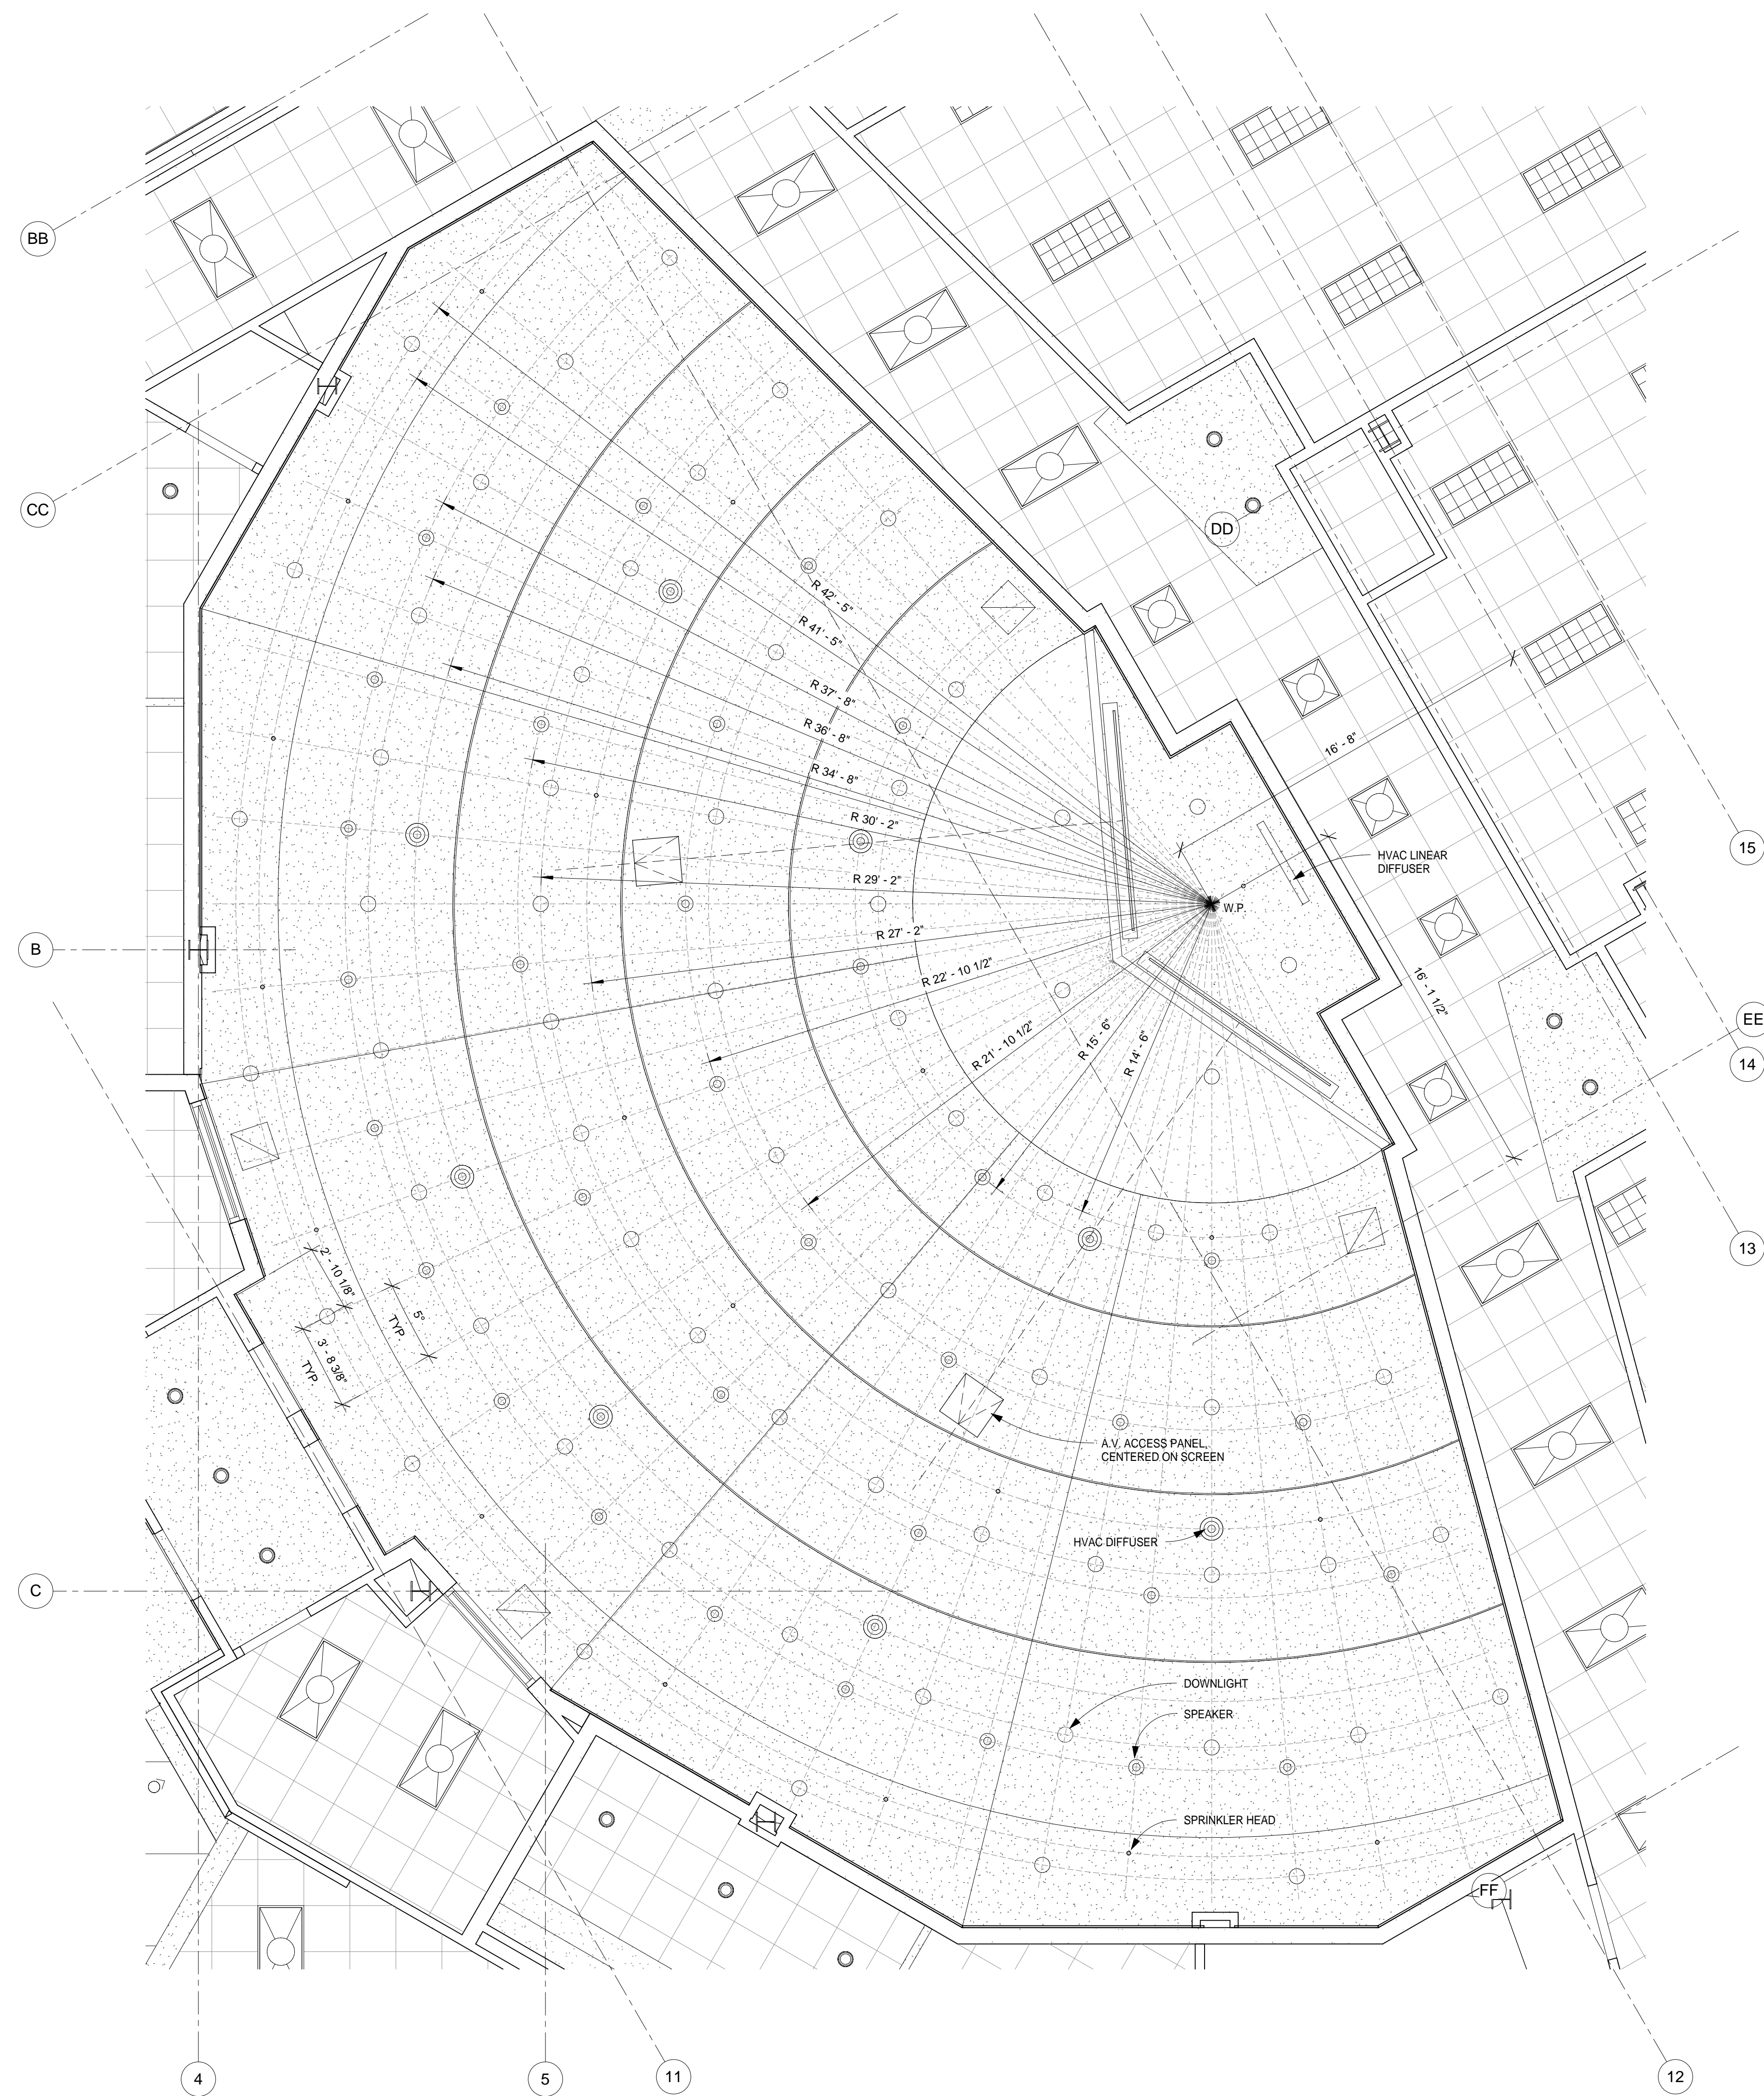 BB
CC
DD
R 42' - 5"
R 41' - 5"
R 37' - 8"
R 36' - 8"
R 34' - 8"
R 30' - 2"
R 29' - 2"
R 27' - 2"
R 22' - 10 1/2"
R 21' - 10 1/2"
R 15' - 6"
R 14' - 6"
16' - 8"
15
HVAC LINEAR
DIFFUSER
W.P.
B
16' - 1 1/2"
EE
14
13
2' - 10 1/8"
5°
TYP.
3' - 8 3/8"
TYP.
A.V. ACCESS PANEL,
CENTERED ON SCREEN
HVAC DIFFUSER
C
DOWNLIGHT
SPEAKER
SPRINKLER HEAD
FF
4
5
11
12